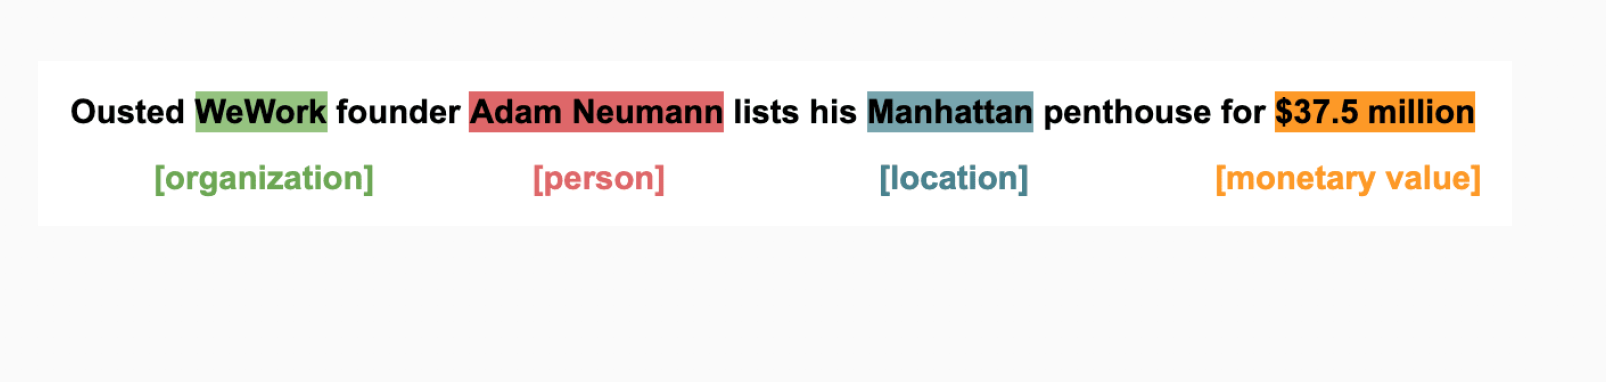 Ousted WeWork founder Adam Neumann lists his Manhattan penthouse for $37.5 million
[organization] [person] [location] [monetary value]